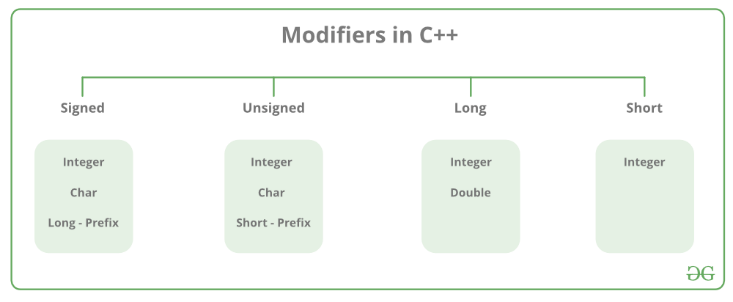 Modifiers in C++
Signed
Unsigned
Long
Short
Integer
Char
Long - Prefix
Integer
Char
Short - Prefix
Integer
Double
Integer
GG